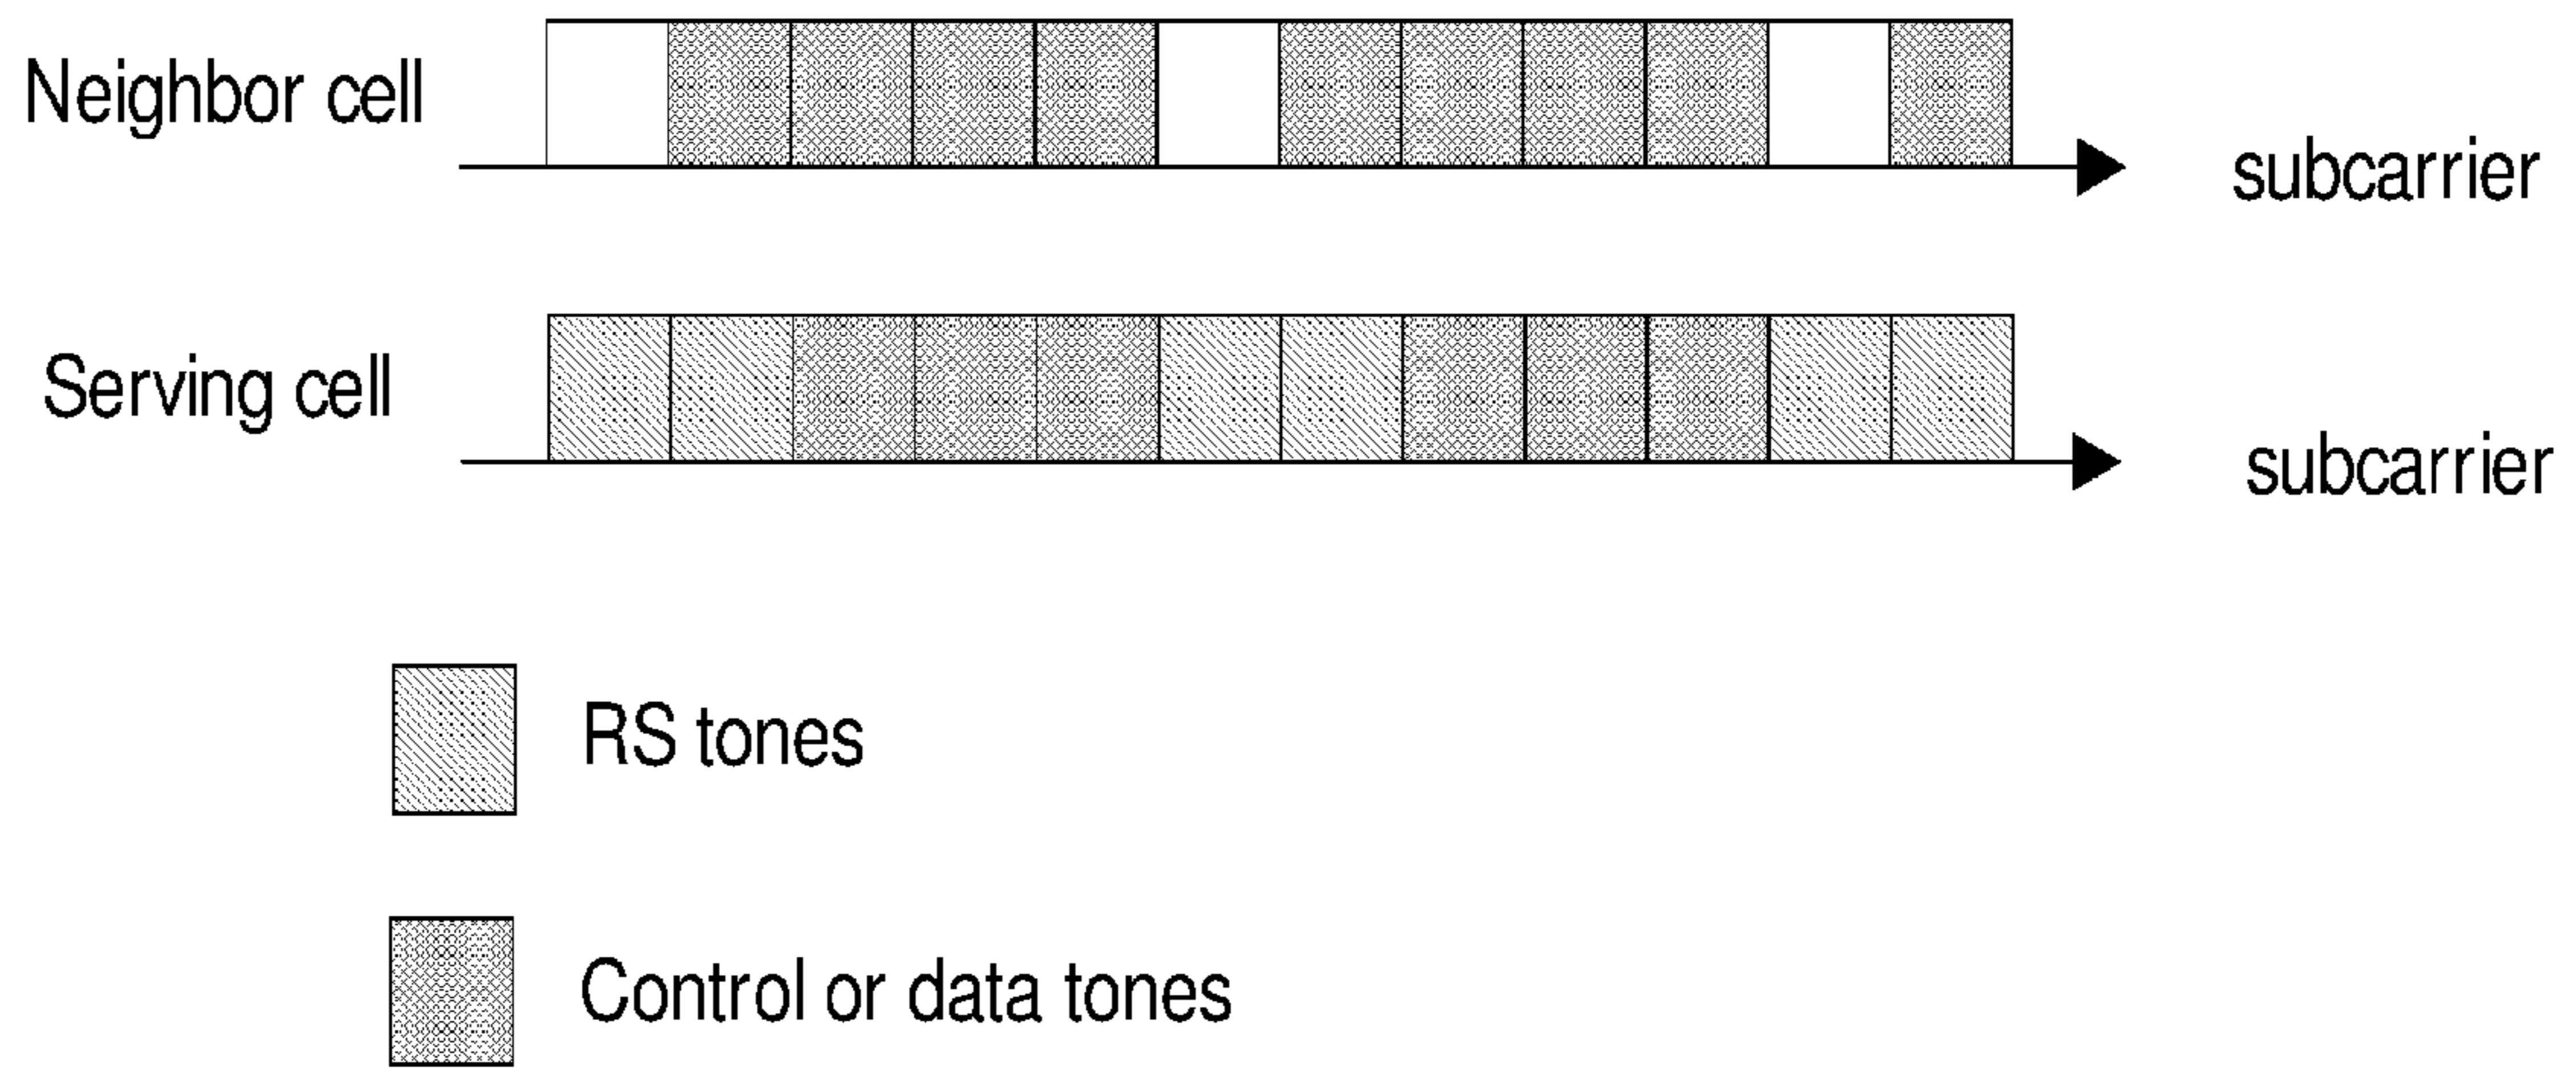 Neighbor cell
subcarrier
Serving cell
subcarrier
RS tones
Control or data tones